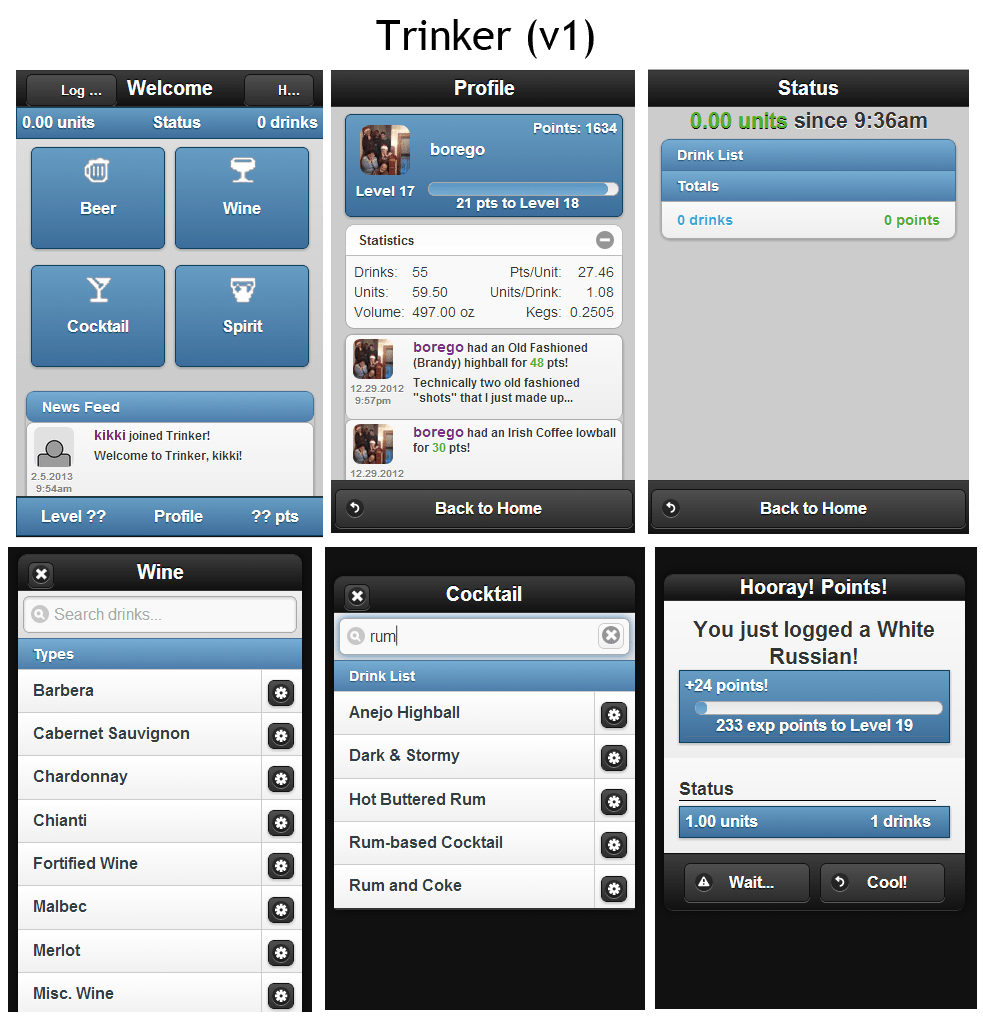 Trinker (v1)
Log ...
Welcome
H...
0.00 units
Status
0 drinks
Beer
Wine
Cocktail
Spirit
News Feed
kikki joined Trinker!
Welcome to Trinker, kikki!
2.5.2013
9:54am
Level ??
Profile
?? pts
Profile
Points: 1634
borego
Level 17
21 pts to Level 18
Statistics
Drinks: 55 Pts/Unit: 27.46
Units: 59.50 Units/Drink: 1.08
Volume: 497.00 oz Kegs: 0.2505
borego had an Old Fashioned
(Brandy) highball for 48 pts!
Technically two old fashioned
"shots" that I just made up...
12.29.2012
9:57pm
borego had an Irish Coffee lowball
for 30 pts!
12.29.2012
Back to Home
Status
0.00 units since 9:36am
Drink List
Totals
0 drinks
0 points
Back to Home
Wine
Search drinks...
Types
Barbera
Cabernet Sauvignon
Chardonnay
Chianti
Fortified Wine
Malbec
Merlot
Misc. Wine
Cocktail
rum
Drink List
Anejo Highball
Dark & Stormy
Hot Buttered Rum
Rum-based Cocktail
Rum and Coke
Hooray! Points!
You just logged a White
Russian!
+24 points!
233 exp points to Level 19
Status
1.00 units
1 drinks
Wait...
Cool!